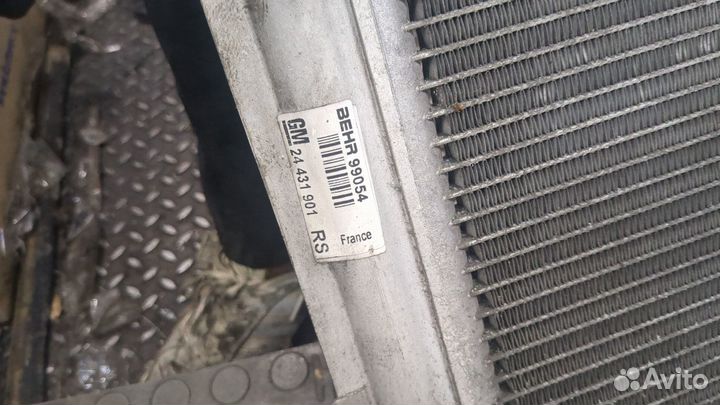 BEHR 99054
GM 24 431 901 RS
France
Avito